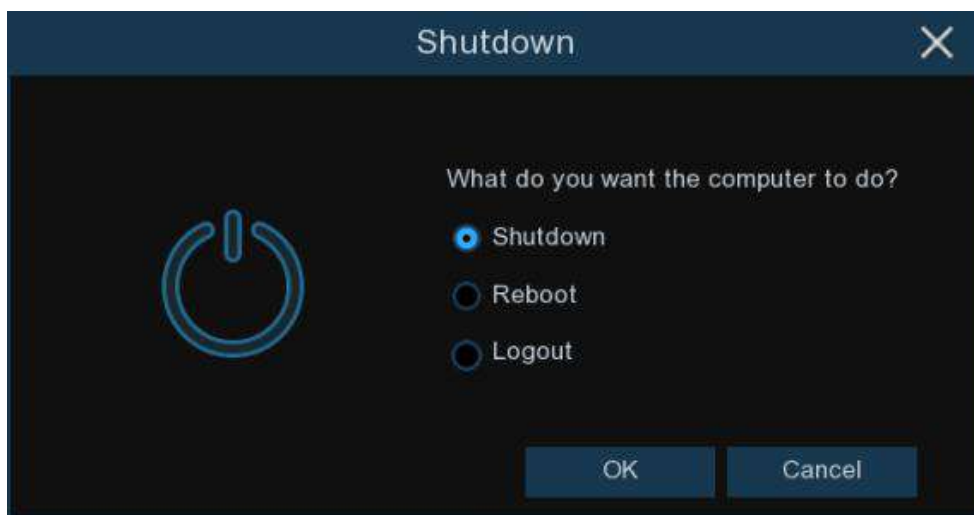 Shutdown
What do you want the computer to do?
Shutdown
Reboot
Logout
OK
Cancel